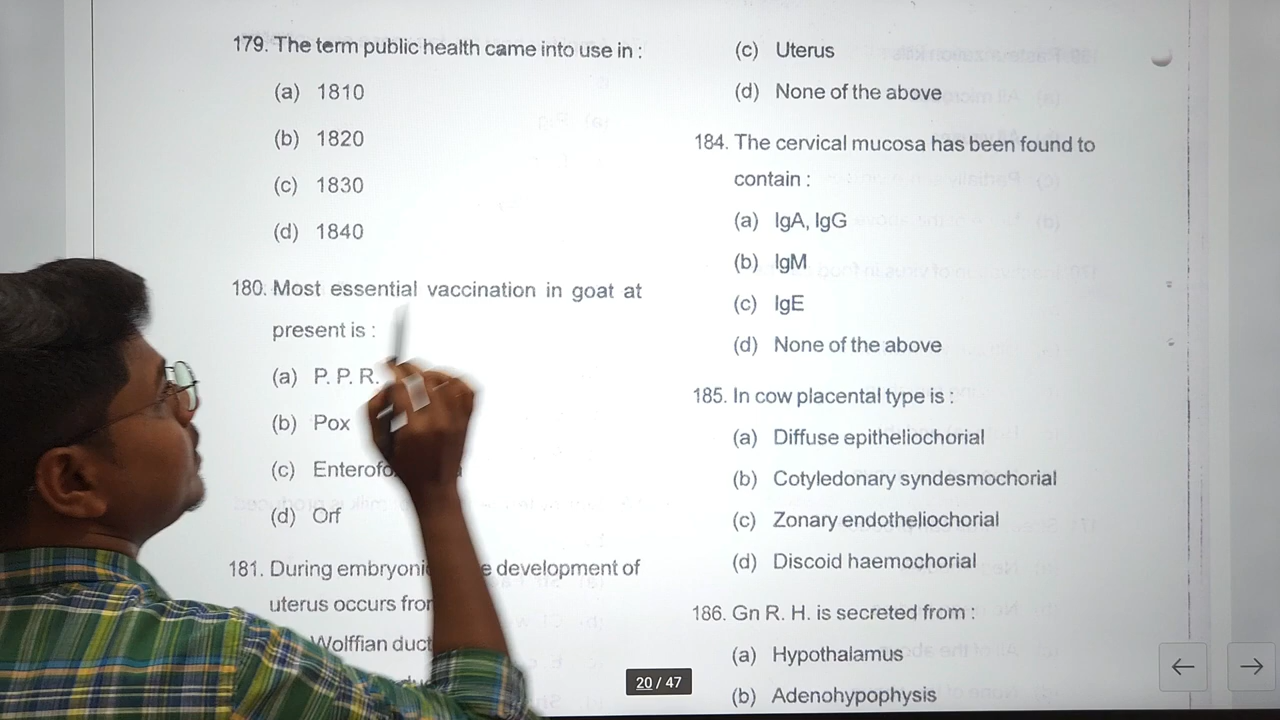 179. The term public health came into use in :
(a) 1810
(b) 1820
(c) 1830
(d) 1840
180. Most essential vaccination in goat at
present is :
(a) P. P. R.
(b) Pox
(c)
(d) Orf
181. During development of
uterus occurs
Wolffian duct
(c) Uterus
(d) None of the above
184. The cervical mucosa has been found to
contain :
(a) IgA, IgG
(b) IgM
(c) IgE
(d) None of the above
185. In cow placental type is :
(a) Diffuse epitheliochorial
(b) Cotyledonary syndesmochorial
(c) Zonary endotheliochorial
(d) Discoid haemochorial
186. Gn R. H. is secreted from :
(a) Hypothalamus
(b) Adenohypophysis
20 / 47